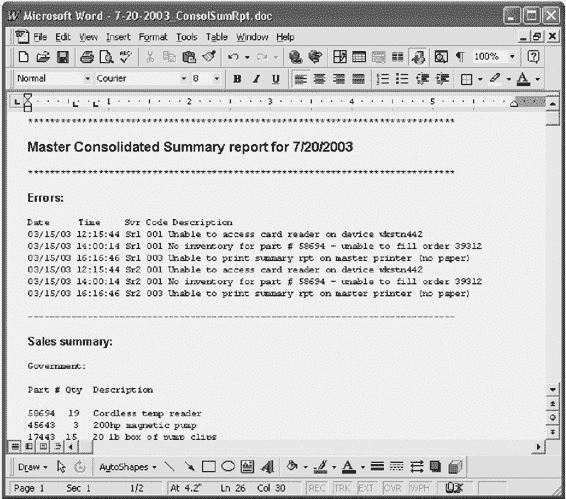 Microsoft Word - 7-20-2003_ConsolSumRpt.doc
File Edit View Insert Format Tools Table Window Help
100%
Normal Courier 8 B I U
1 2 3 4 5
*******************************************************************************
Master Consolidated Summary report for 7/20/2003
*******************************************************************************
Errors:
Date Time Svr Code Description
03/15/03 12:15:44 Sr1 001 Unable to access card reader on device wkstn442
03/15/03 14:00:14 Sr1 001 No inventory for part # 58694 - unable to fill order 39312
03/15/03 16:16:46 Sr1 003 Unable to print summary rpt on master printer (no paper)
03/15/03 12:15:44 Sr2 001 Unable to access card reader on device wkstn442
03/15/03 14:00:14 Sr2 001 No inventory for part # 58694 - unable to fill order 39312
03/15/03 16:16:46 Sr2 003 Unable to print summary rpt on master printer (no paper)
-------------------------------------------------------------------------------
Sales summary:
Government:
Part # Qty Description
58694 19 Cordless temp reader
45643 3 200hp magnetic pump
17443 15 20 lb box of pump clips
Draw AutoShapes
Page 1 Sec 1 1/2 At 4.2" Ln 26 Col 30 REC TRK EXT OVR WPH